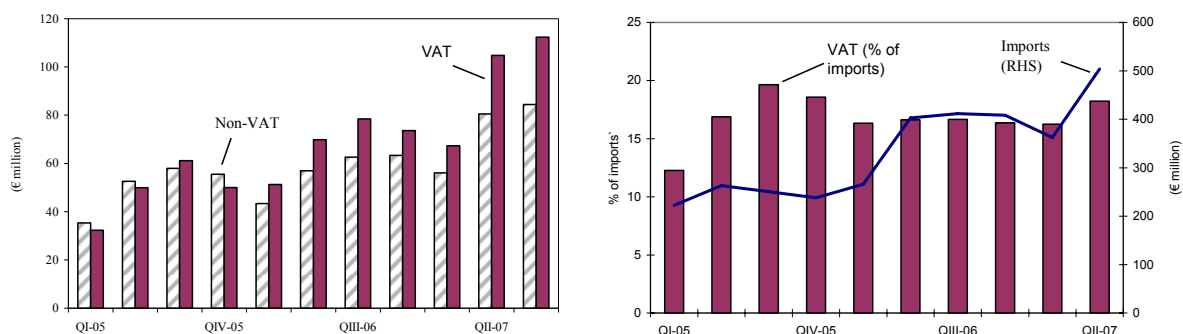 120
100
80
60
40
20
0
(€ million)
VAT
Non-VAT
QI-05
QIV-05
QIII-06
QII-07
25
20
15
10
5
0
% of imports`
VAT (% of
imports)
Imports
(RHS)
600
500
400
300
200
100
0
(€ million)
QI-05
QIV-05
QIII-06
QII-07